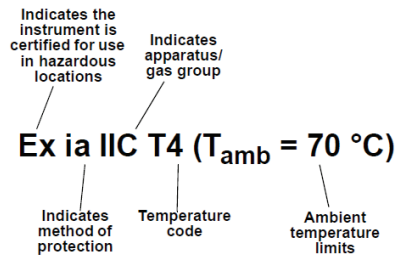 Indicates the
instrument is
certified for use
in hazardous
locations
Indicates
apparatus/
gas group
Ex ia IIC T4 (Tamb = 70 °C)
Indicates
method of
protection
Temperature
code
Ambient
temperature
limits